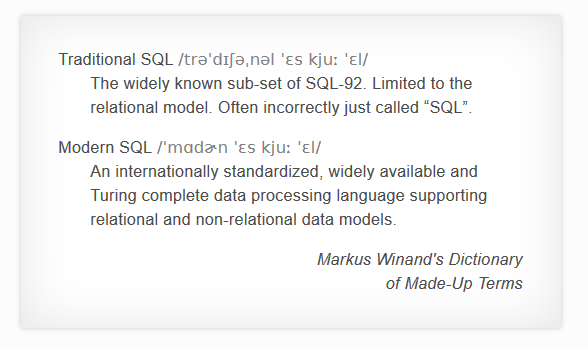 Traditional SQL /trəˈdɪʃəˌnəl ˈɛs kjuː ˈɛl/
The widely known sub-set of SQL-92. Limited to the
relational model. Often incorrectly just called “SQL”.
Modern SQL /ˈmɑdɚn ˈɛs kjuː ˈɛl/
An internationally standardized, widely available and
Turing complete data processing language supporting
relational and non-relational data models.
Markus Winand's Dictionary
of Made-Up Terms